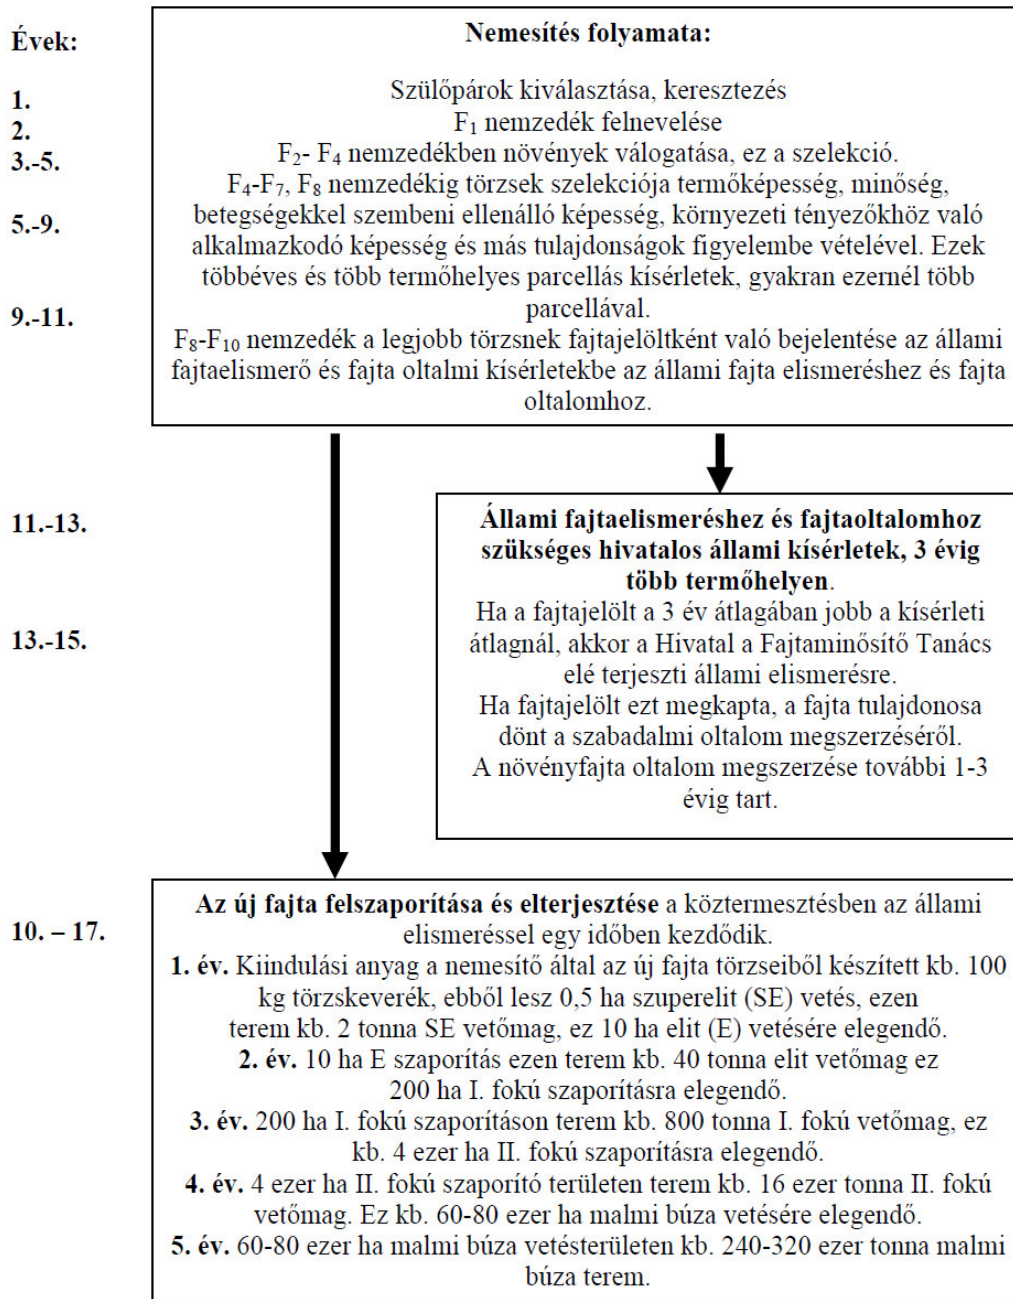 Évek:
1.
2.
3.-5.
5.-9.
9.-11.
Nemesítés folyamata:
Szülőpárok kiválasztása, keresztezés
F₁ nemzedék felnevelése
F₂- F₄ nemzedékben növények válogatása, ez a szelekció.
F₄-F₇, F₈ nemzedékig törzsek szelekciója termőképesség, minőség,
betegségekkel szembeni ellenálló képesség, környezeti tényezőkhöz való
alkalmazkodó képesség és más tulajdonságok figyelembe vételével. Ezek
többéves és több termőhelyes parcellás kísérletek, gyakran ezernél több
parcellával.
F₈-F₁₀ nemzedék a legjobb törzsnek fajtajelöltként való bejelentése az állami
fajtaelismerő és fajta oltalmi kísérletekbe az állami fajta elismeréshez és fajta
oltalomhoz.
11.-13.
13.-15.
Állami fajtaelismeréshez és fajtaoltalomhoz
szükséges hivatalos állami kísérletek, 3 évig
több termőhelyen.
Ha a fajtajelölt a 3 év átlagában jobb a kísérleti
átlagnál, akkor a Hivatal a Fajtaminősítő Tanács
elé terjeszti állami elismerésre.
Ha fajtajelölt ezt megkapta, a fajta tulajdonosa
dönt a szabadalmi oltalom megszerzéséről.
A növényfajta oltalom megszerzése további 1-3
évig tart.
10. – 17.
Az új fajta felszaporítása és elterjesztése a köztermesztésben az állami
elismeréssel egy időben kezdődik.
1. év. Kiindulási anyag a nemesítő által az új fajta törzseiből készített kb. 100
kg törzskeverék, ebből lesz 0,5 ha szuperelit (SE) vetés, ezen
terem kb. 2 tonna SE vetőmag, ez 10 ha elit (E) vetésére elegendő.
2. év. 10 ha E szaporítás ezen terem kb. 40 tonna elit vetőmag ez
200 ha I. fokú szaporításra elegendő.
3. év. 200 ha I. fokú szaporításon terem kb. 800 tonna I. fokú vetőmag, ez
kb. 4 ezer ha II. fokú szaporításra elegendő.
4. év. 4 ezer ha II. fokú szaporító területen terem kb. 16 ezer tonna II. fokú
vetőmag. Ez kb. 60-80 ezer ha malmi búza vetésére elegendő.
5. év. 60-80 ezer ha malmi búza vetésterületen kb. 240-320 ezer tonna malmi
búza terem.